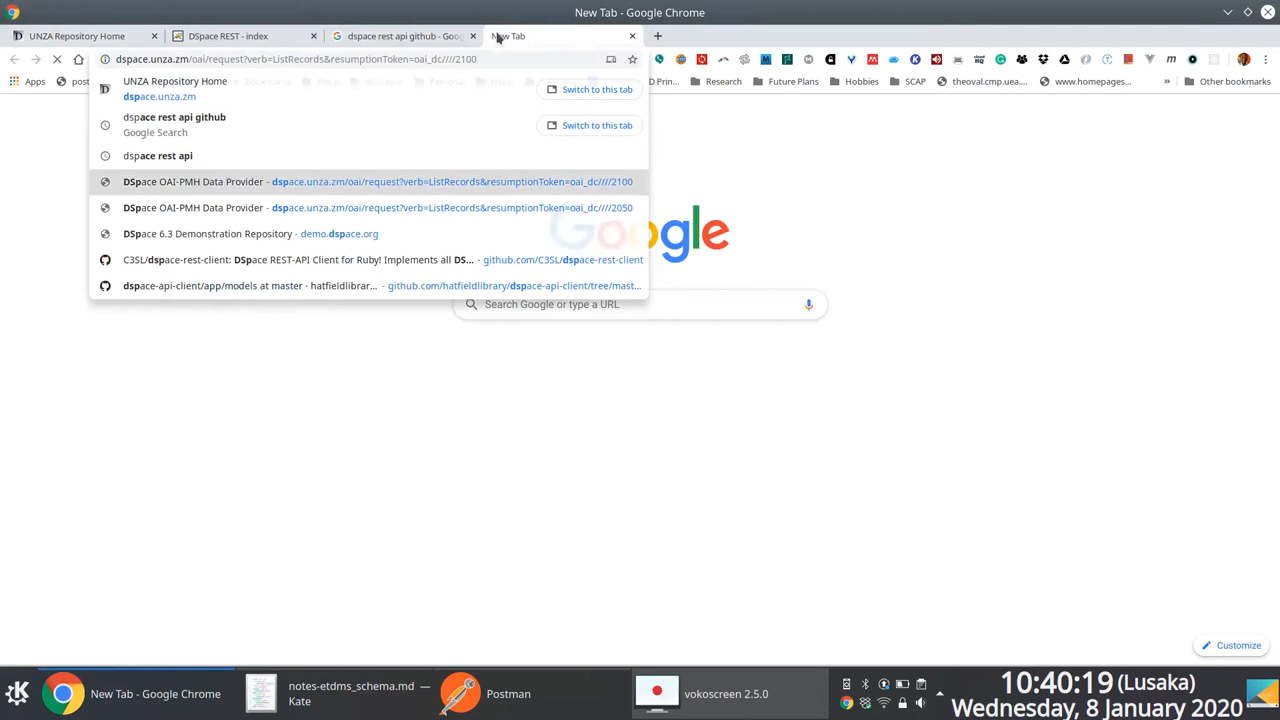 New Tab - Google Chrome
UNZA Repository Home
DSpace REST - index
dspace rest api github - Goog
New Tab
dspace.unza.zm/oai/request?verb=ListRecords&resumptionToken=oai_dc////2100
Apps
post
Research
Future Plans
Hobbies
SCAP
theoval.cmp.uea....
www.homepages...
»
Other bookmarks
UNZA Repository Home
dspace.unza.zm
Switch to this tab
dspace rest api github
Google Search
Switch to this tab
dspace rest api
DSpace OAI-PMH Data Provider - dspace.unza.zm/oai/request?verb=ListRecords&resumptionToken=oai_dc////2100
DSpace OAI-PMH Data Provider - dspace.unza.zm/oai/request?verb=ListRecords&resumptionToken=oai_dc////2050
DSpace 6.3 Demonstration Repository - demo.dspace.org
C3SL/dspace-rest-client: DSpace REST-API Client for Ruby! Implements all DS... - github.com/C3SL/dspace-rest-client
dspace-api-client/app/models at master · hatfieldlibrar... - github.com/hatfieldlibrary/dspace-api-client/tree/mast...
Google
Search Google or type a URL
Customize
New Tab - Google Chrome
notes-etdms_schema.md —
Kate
Postman
vokoscreen 2.5.0
10:40:19 (Lusaka)
Wednesday, 8 January 2020